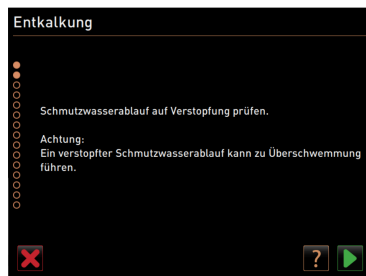 Entkalkung
Schmutzwasserablauf auf Verstopfung prüfen.
Achtung:
Ein verstopfter Schmutzwasserablauf kann zu Überschwemmung
führen.
?